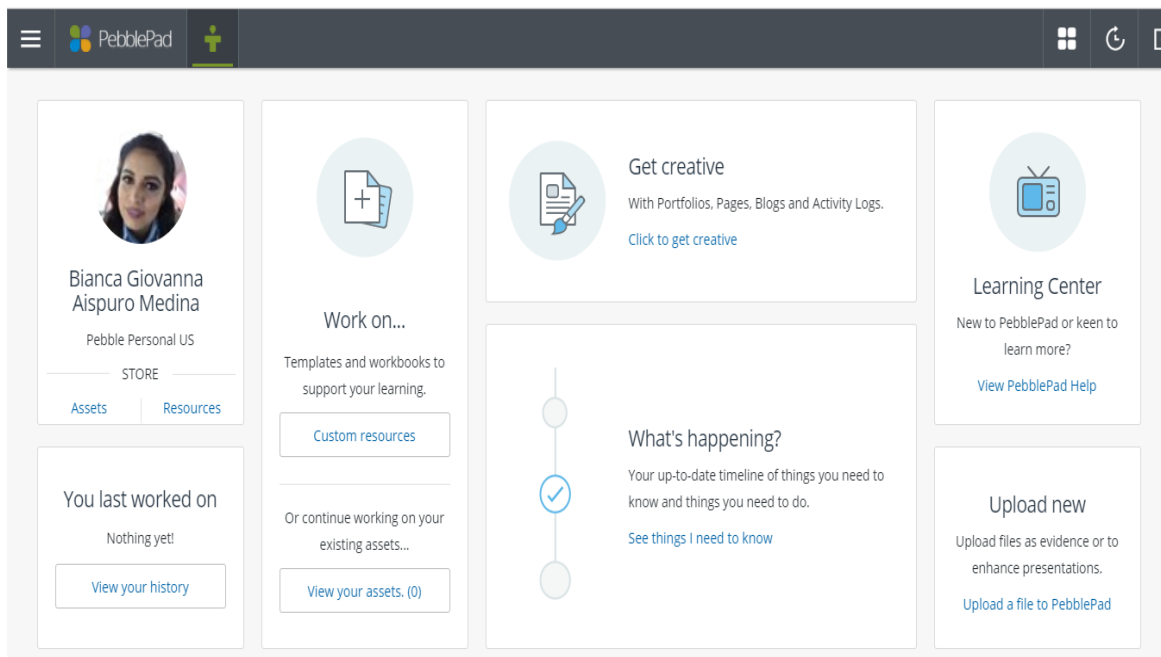 PebblePad
Bianca Giovanna
Aispuro Medina
Pebble Personal US
STORE
Assets
Resources
You last worked on
Nothing yet!
View your history
Work on...
Templates and workbooks to
support your learning.
Custom resources
Or continue working on your
existing assets...
View your assets. (0)
Get creative
With Portfolios, Pages, Blogs and Activity Logs.
Click to get creative
What's happening?
Your up-to-date timeline of things you need to
know and things you need to do.
See things I need to know
Learning Center
New to PebblePad or keen to
learn more?
View PebblePad Help
Upload new
Upload files as evidence or to
enhance presentations.
Upload a file to PebblePad